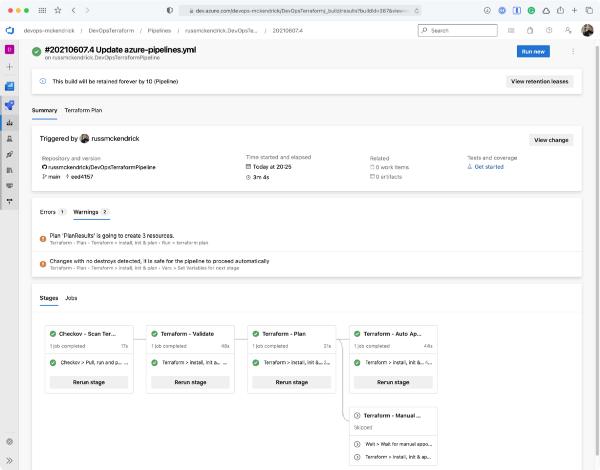 dev.azure.com/devops-mckendrick/DevOpsTerraform/_build/results?buildId=367&view=
devops-mckendrick / DevOpsTerraform / Pipelines / russmckendrick.DevOpsTe... / 20210607.4
Search
D
#20210607.4 Update azure-pipelines.yml
on russmckendrick.DevOpsTerraformPipeline
Run new
This build will be retained forever by 10 (Pipeline)
View retention leases
Summary Terraform Plan
Triggered by russmckendrick
View change
Repository and version
russmckendrick/DevOpsTerraformPipeline
main eed4157
Time started and elapsed
Today at 20:26
3m 4s
Related
0 work items
0 artifacts
Tests and coverage
Get started
Errors 1 Warnings 2
Plan 'PlanResults' is going to create 3 resources.
Terraform - Plan • Terraform > install, init & plan • Run > terraform plan
Changes with no destroys detected, it is safe for the pipeline to proceed automatically
Terraform - Plan • Terraform > install, init & plan • Vars > Set Variables for next stage
Stages Jobs
Checkov - Scan Ter...
1 job completed 17s
Checkov > Pull, run and p... ...
Rerun stage
Terraform - Validate
1 job completed 48s
Terraform > install, init a... ...
Rerun stage
Terraform - Plan
1 job completed 31s
Terraform > install, init &...
Rerun stage
Terraform - Auto Ap...
1 job completed 44s
Terraform > install, init &...
Rerun stage
Terraform - Manual ...
Skipped
Wait > Wait for manual appo...
Terraform > install, init & ap...